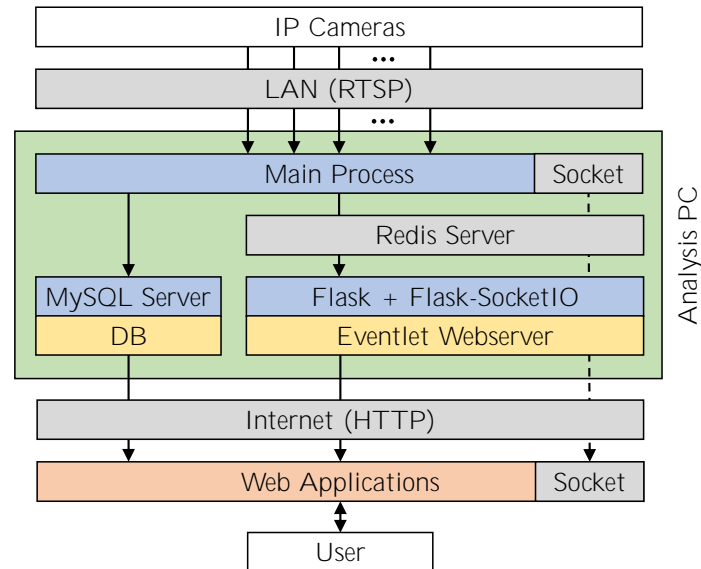 IP Cameras
...
LAN (RTSP)
...
Main Process
Socket
Redis Server
MySQL Server
Flask + Flask-SocketIO
DB
Eventlet Webserver
Analysis PC
Internet (HTTP)
Web Applications
Socket
User